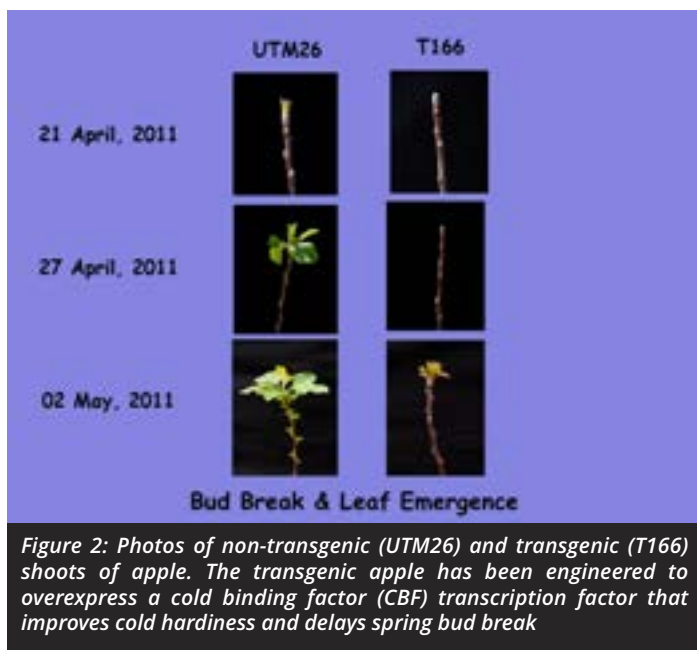 UTM26 T166
21 April, 2011
27 April, 2011
02 May, 2011
Bud Break & Leaf Emergence
Figure 2: Photos of non-transgenic (UTM26) and transgenic (T166)
shoots of apple. The transgenic apple has been engineered to
overexpress a cold binding factor (CBF) transcription factor that
improves cold hardiness and delays spring bud break